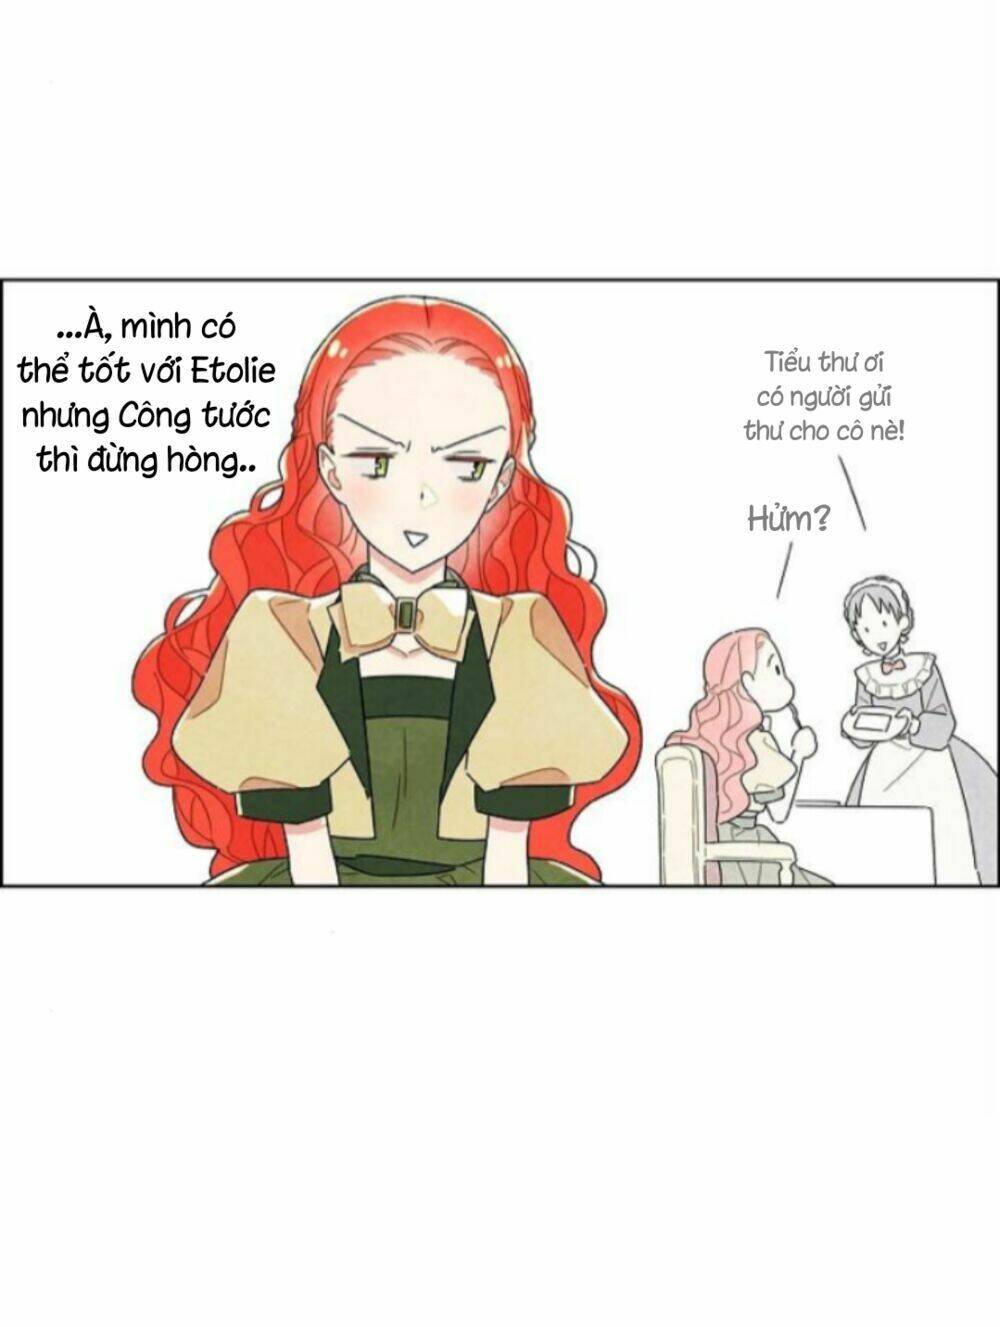 ...À, mình có
thể tốt với Etolie
nhưng Công tước
thì đừng hòng..
Tiểu thư ơi
có người gửi
thư cho cô nè!
Hửm?